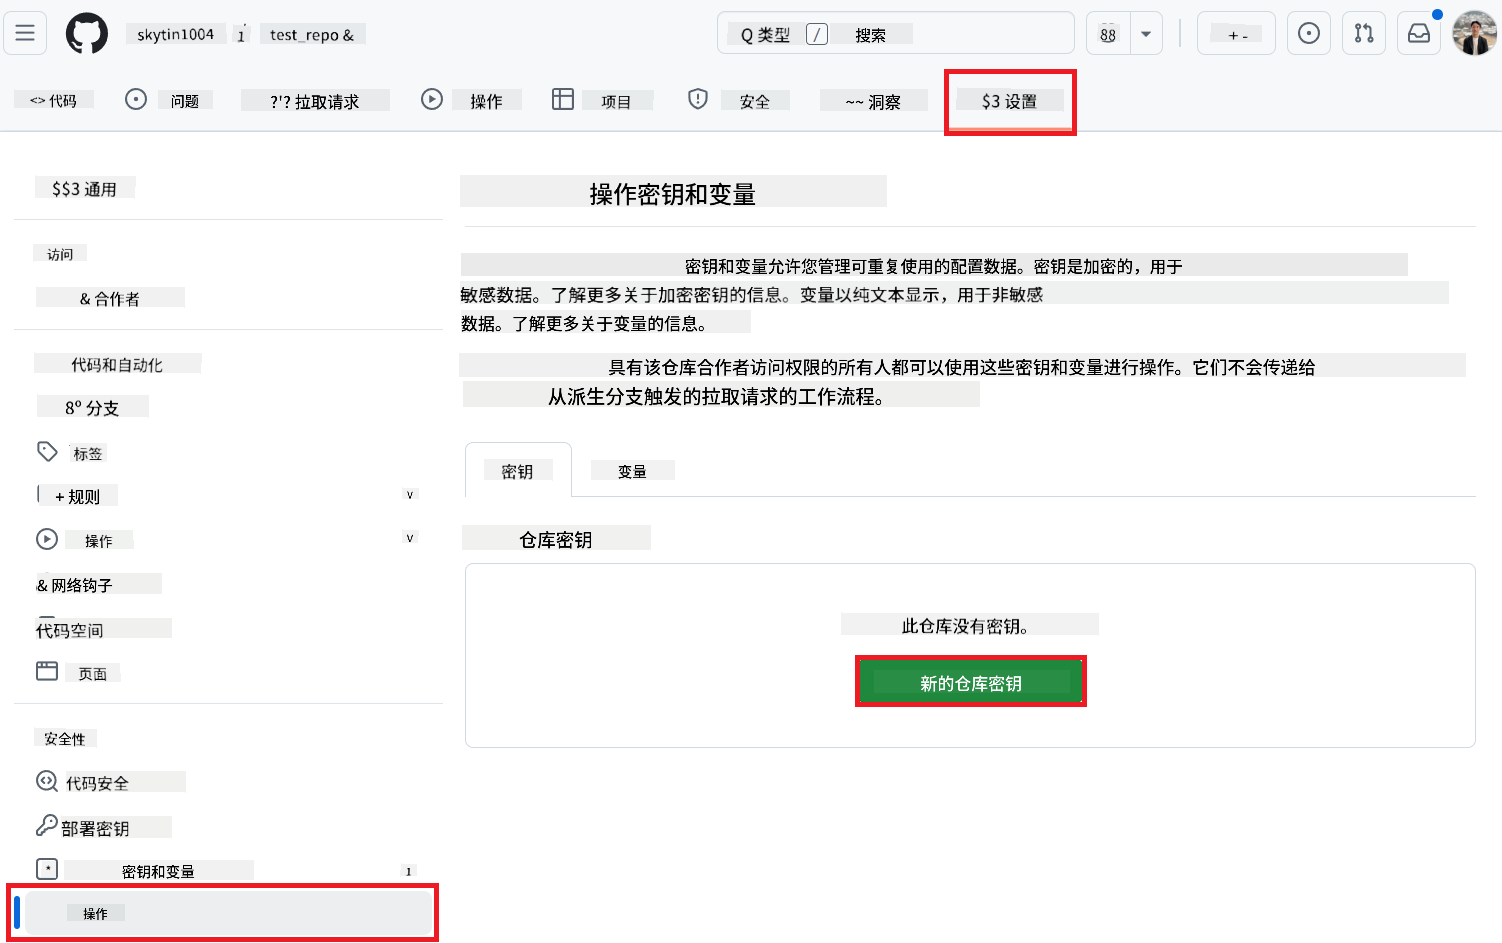 skytin1004
i
test_repo &
Q 类型 / 搜索
88
+ -
<> 代码
问题
?'? 拉取请求
操作
项目
安全
~~ 洞察
$3 设置
$$3 通用
访问
& 合作者
代码和自动化
8º 分支
标签
+ 规则 v
操作 v
& 网络钩子
代码空间
页面
安全性
代码安全
部署密钥
密钥和变量 1
操作
操作密钥和变量
密钥和变量允许您管理可重复使用的配置数据。密钥是加密的，用于
敏感数据。了解更多关于加密密钥的信息。变量以纯文本显示，用于非敏感
数据。了解更多关于变量的信息。
具有该仓库合作者访问权限的所有人都可以使用这些密钥和变量进行操作。它们不会传递给
从派生分支触发的拉取请求的工作流程。
密钥
变量
仓库密钥
此仓库没有密钥。
新的仓库密钥